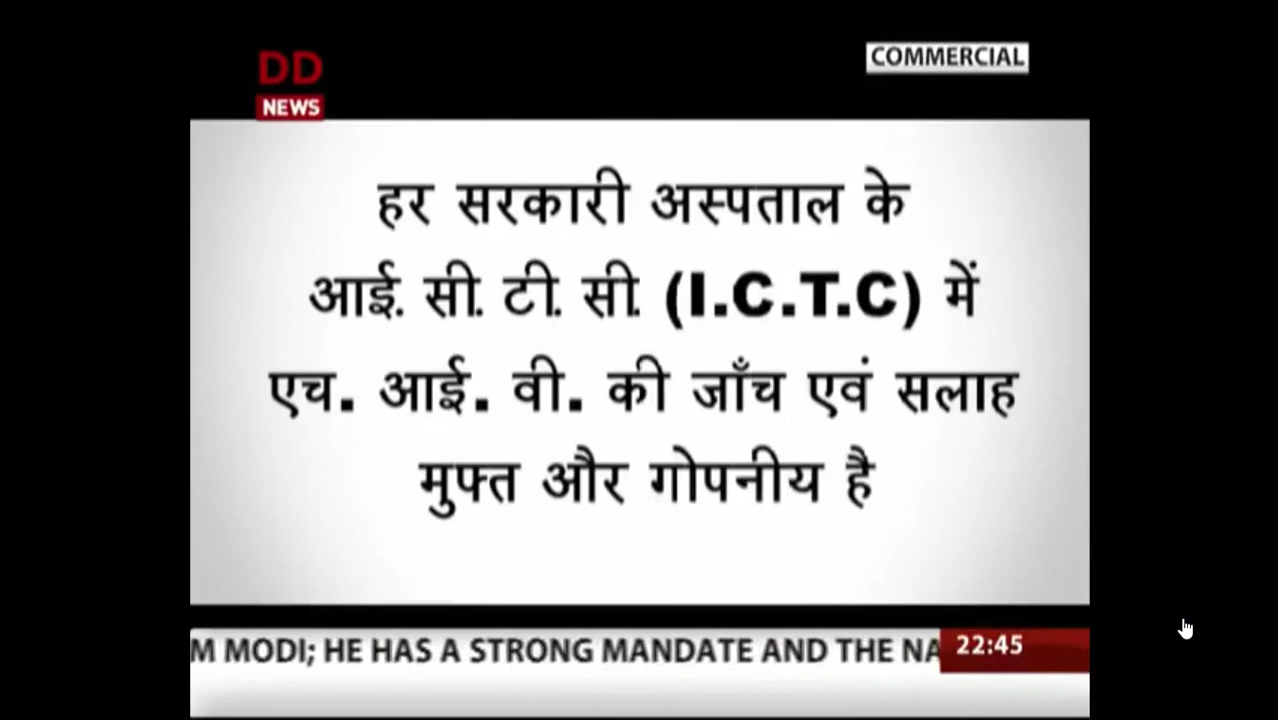 DD
NEWS
COMMERCIAL
हर सरकारी अस्पताल के
आई. सी. टी. सी. (I.C.T.C) में
एच. आई. वी. की जाँच एवं सलाह
मुफ्त और गोपनीय है
M MODI; HE HAS A STRONG MANDATE AND THE NA
22:45